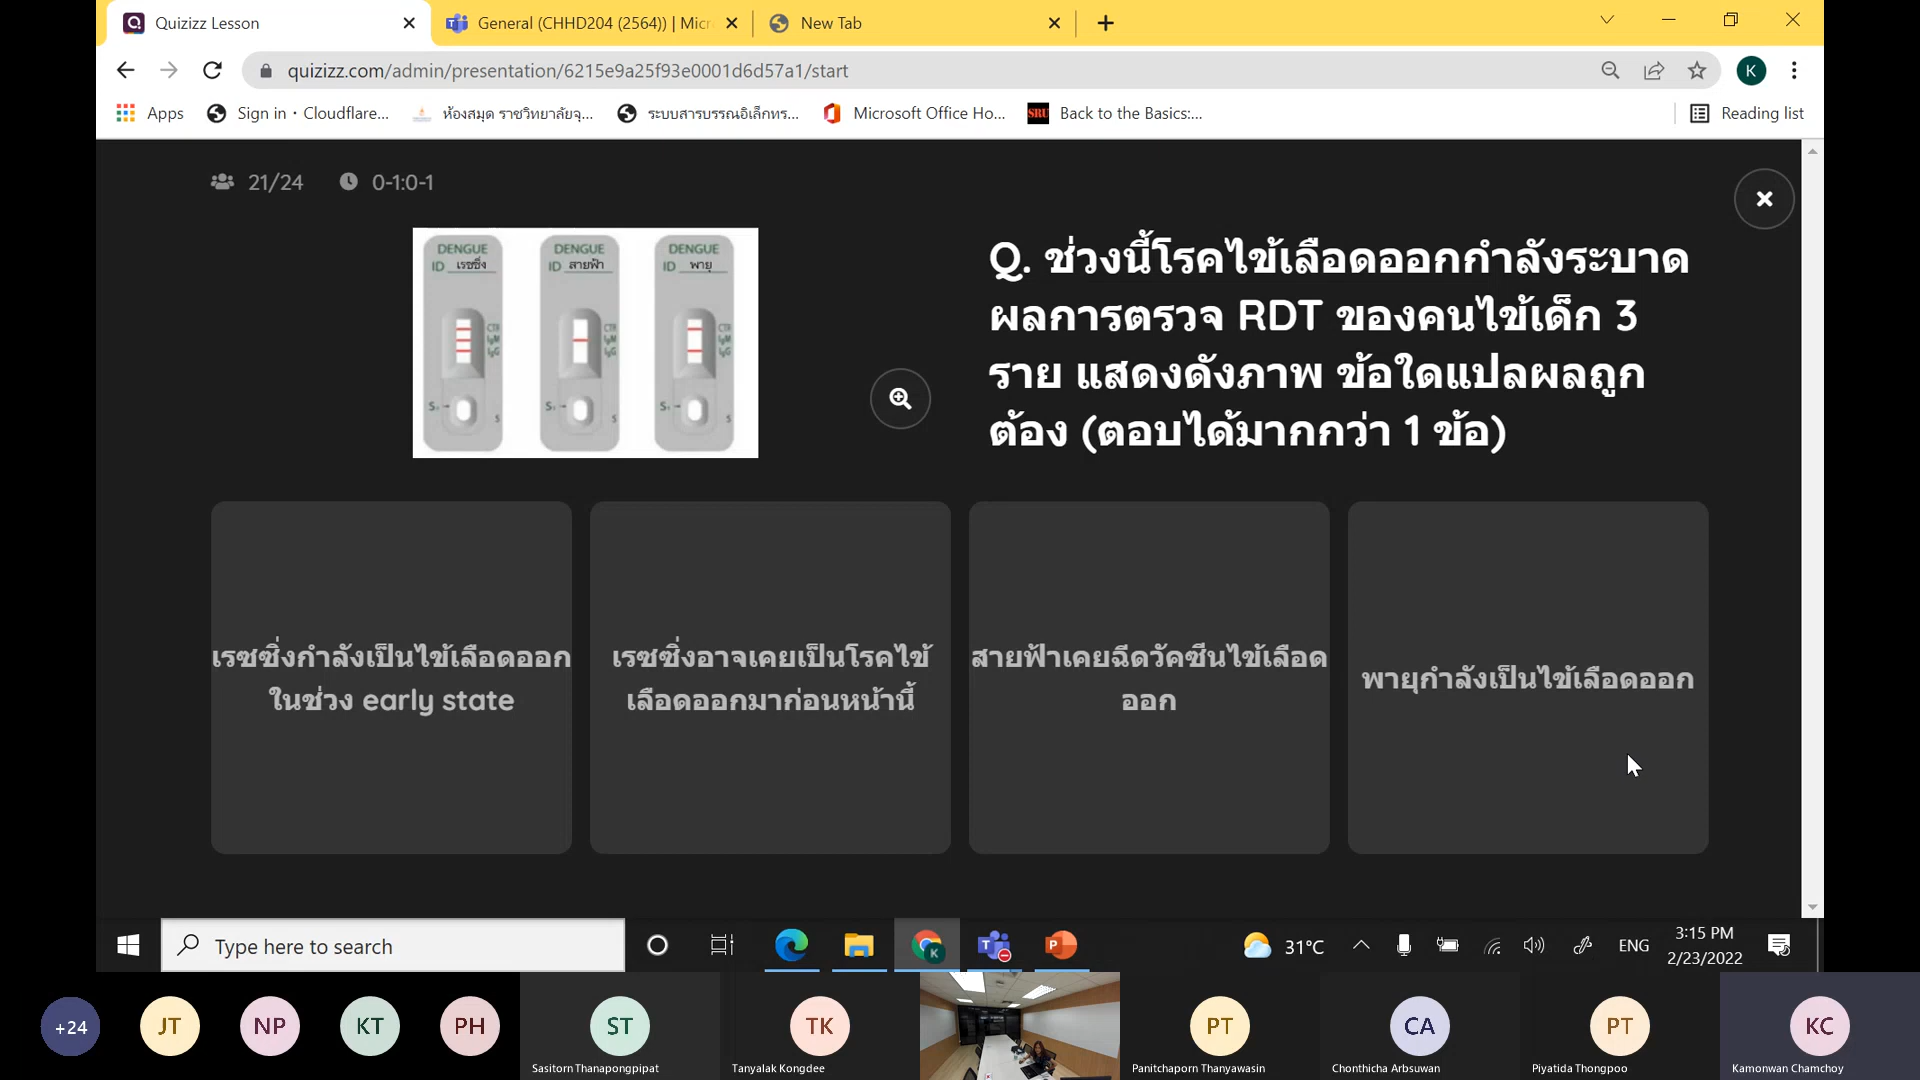 Quizizz Lesson
General (CHHD204 (2564)) | Micr
New Tab
quizizz.com/admin/presentation/6215e9a25f93e0001d6d57a1/start
K
Apps
Sign in · Cloudflare...
ห้องสมุด ราชวิทยาลัยจุ...
ระบบสารบรรณอิเล็กทร...
Microsoft Office Ho...
SRU
Back to the Basics:...
Reading list
21/24
0-1:0-1
DENGUE
ID เรซซิ่ง
CTR
IgM
IgG
S
DENGUE
ID สายฟ้า
CTR
IgM
IgG
S
DENGUE
ID พายุ
CTR
IgM
IgG
S
Q. ช่วงนี้โรคไข้เลือดออกกำลังระบาด
ผลการตรวจ RDT ของคนไข้เด็ก 3
ราย แสดงดังภาพ ข้อใดแปลผลถูก
ต้อง (ตอบได้มากกว่า 1 ข้อ)
เรซซิ่งกำลังเป็นไข้เลือดออก
ในช่วง early state
เรซซิ่งอาจเคยเป็นโรคไข้
เลือดออกมาก่อนหน้านี้
สายฟ้าเคยฉีดวัคซีนไข้เลือด
ออก
พายุกำลังเป็นไข้เลือดออก
Type here to search
31°C
ENG
3:15 PM
2/23/2022
+24
JT
NP
KT
PH
ST
Sasitorn Thanapongpipat
TK
Tanyalak Kongdee
PT
Panitchaporn Thanyawasin
CA
Chonthicha Arbsuwan
PT
Piyatida Thongpoo
KC
Kamonwan Chamchoy